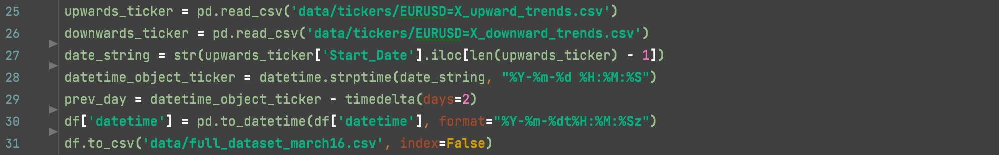 25 upwards_ticker = pd.read_csv('data/tickers/EURUSD=X_upward_trends.csv')
26 downwards_ticker = pd.read_csv('data/tickers/EURUSD=X_downward_trends.csv')
27 date_string = str(upwards_ticker['Start_Date'].iloc[len(upwards_ticker) - 1])
28 datetime_object_ticker = datetime.strptime(date_string, "%Y-%m-%d %H:%M:%S")
29 prev_day = datetime_object_ticker - timedelta(days=2)
30 df['datetime'] = pd.to_datetime(df['datetime'], format="%Y-%m-%dt%H:%M:%Sz")
31 df.to_csv('data/full_dataset_march16.csv', index=False)